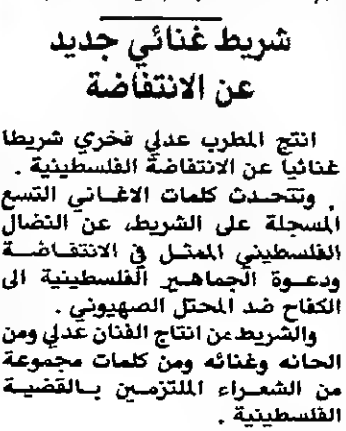 شريط غنائي جديد
عن الانتفاضة
انتج المطرب عدلي فخري شريطا
غنائيا عن الانتفاضة الفلسطينية .
وتتحدث كلمات الاغاني التسع
المسجلة على الشريط، عن النضال
الفلسطيني الممثل في الانتفاضة
ودعوة الجماهير الفلسطينية الى
الكفاح ضد المحتل الصهيوني .
والشريط من انتاج الفنان عدلي ومن
الحانه وغنائه ومن كلمات مجموعة
من الشعراء الملتزمين بالقضية
الفلسطينية .